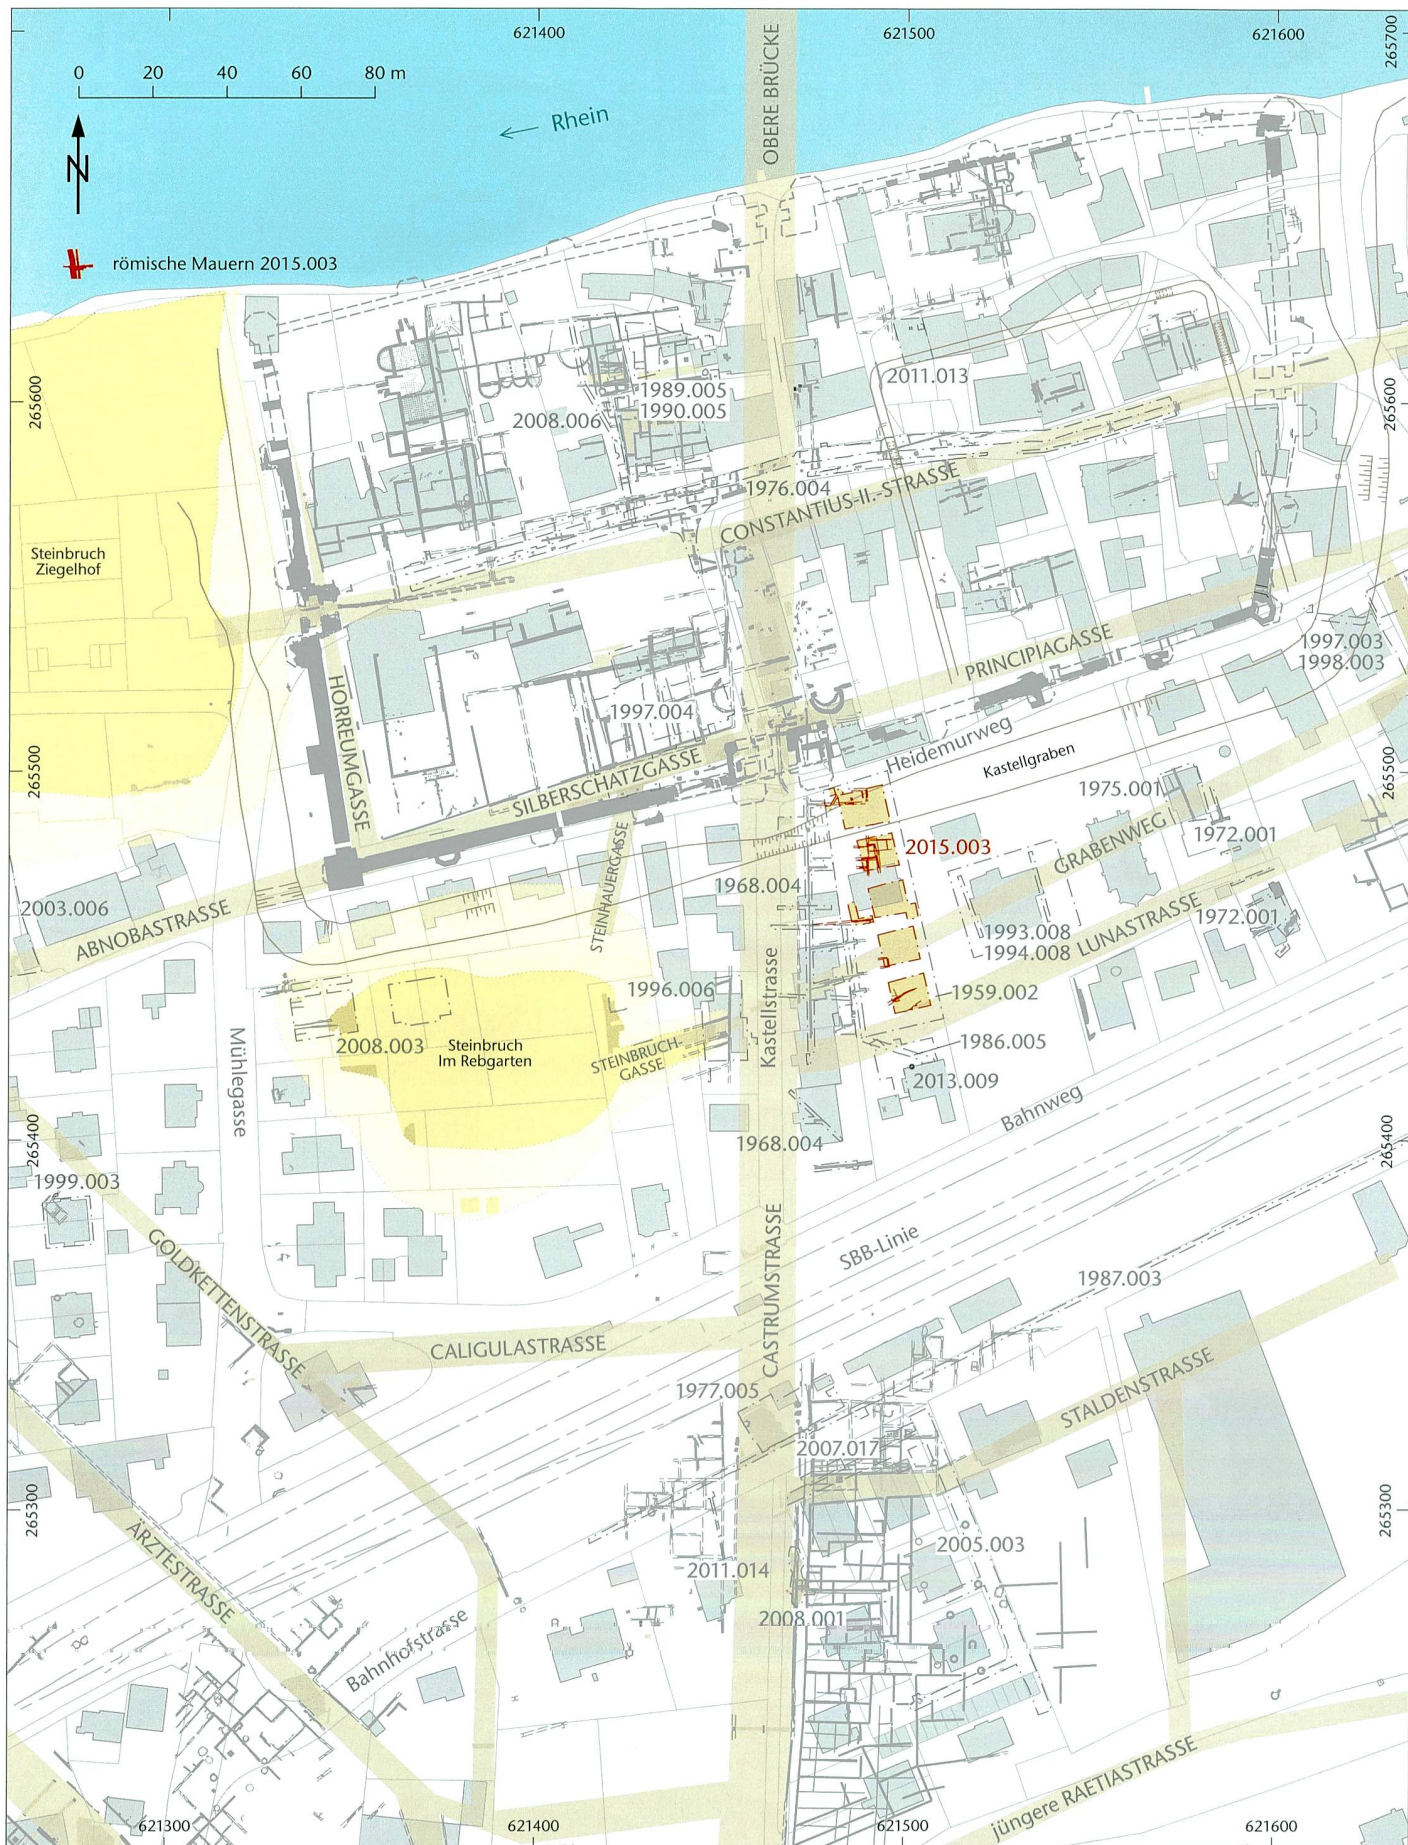 621400
621500
621600
265700
0 20 40 60 80 m
N
Rhein
OBERE BRÜCKE
römische Mauern 2015.003
265600
265600
1989.005
1990.005
2008.006
2011.013
1976.004
CONSTANTIUS-II.-STRASSE
Steinbruch
Ziegelhof
HORREUMGASSE
1997.004
PRINCIPIAGASSE
1997.003
1998.003
SILBERSCHATZGASSE
Heidemurweg
Kastellgraben
265500
265500
1975.001
1972.001
2015.003
GRABENWEG
STEINHAUERGASSE
1968.004
2003.006
ABNOBASTRASSE
1993.008
1994.008
LUNASTRASSE
1972.001
1996.006
Kastellstrasse
1959.002
2008.003
Steinbruch
Im Rebgarten
STEINBRUCH-
GASSE
1986.005
2013.009
Mühlegasse
Bahnweg
265400
265400
1968.004
1999.003
GOLDKETTENSTRASSE
CASTRUMSTRASSE
SBB-Linie
1987.003
CALIGULASTRASSE
STALDENSTRASSE
1977.005
2007.017
265300
265300
ÄRZTESTRASSE
2005.003
2011.014
2008.001
Bahnhofstrasse
jüngere RAETIASTRASSE
621300
621400
621500
621600